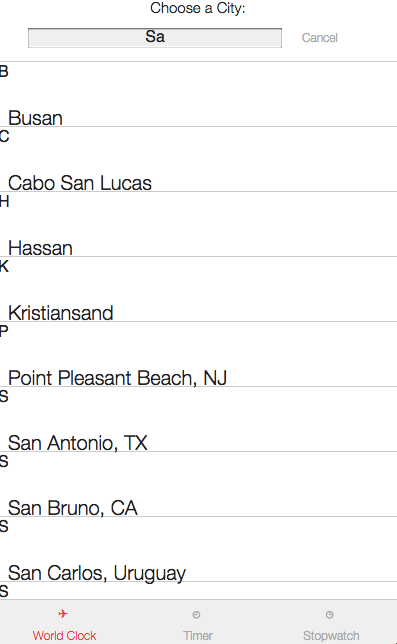 Choose a City:
Sa Cancel
B
Busan
C
Cabo San Lucas
H
Hassan
K
Kristiansand
P
Point Pleasant Beach, NJ
S
San Antonio, TX
S
San Bruno, CA
S
San Carlos, Uruguay
S
World Clock Timer Stopwatch